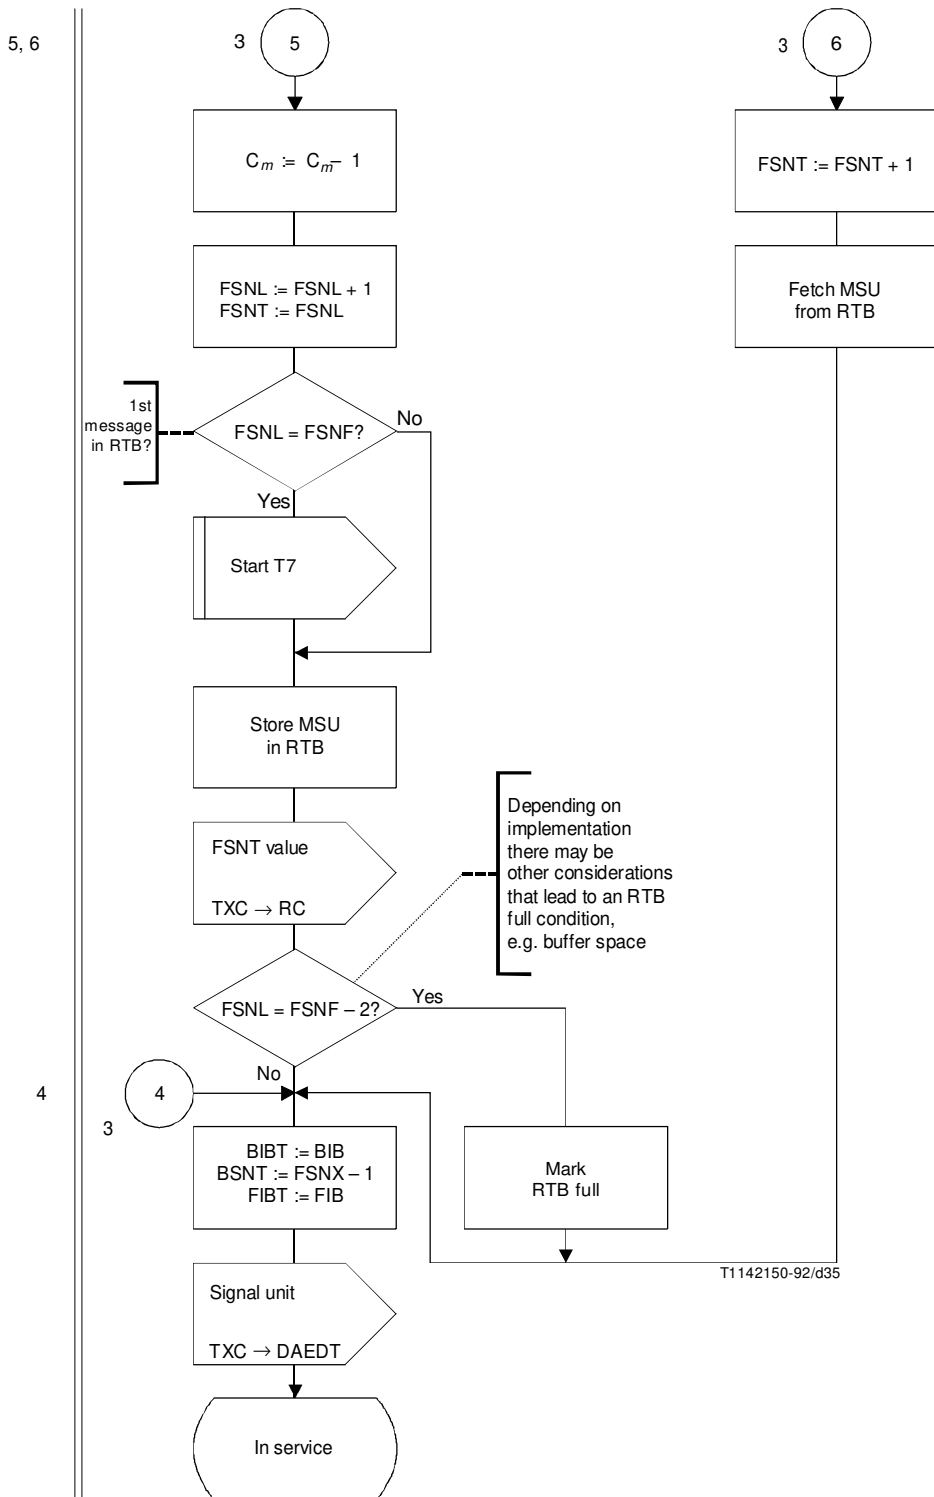 5, 6
3
5
3
6
Cm := Cm– 1
FSNT := FSNT + 1
FSNL := FSNL + 1
FSNT := FSNL
Fetch MSU
from RTB
1st
message
in RTB?
FSNL = FSNF?
No
Yes
Start T7
Store MSU
in RTB
FSNT value
TXC → RC
Depending on
implementation
there may be
other considerations
that lead to an RTB
full condition,
e.g. buffer space
FSNL = FSNF – 2?
Yes
No
4
4
3
BIBT := BIB
BSNT := FSNX – 1
FIBT := FIB
Mark
RTB full
T1142150-92/d35
Signal unit
TXC → DAEDT
In service